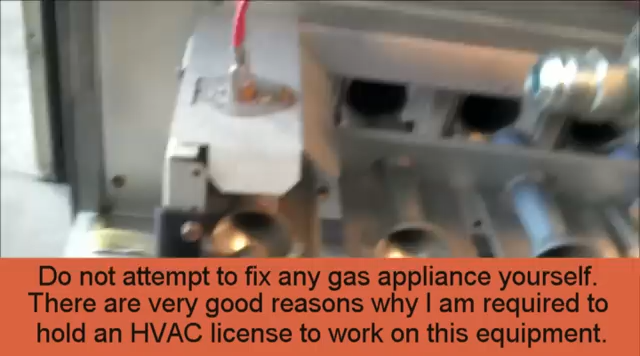 Do not attempt to fix any gas appliance yourself.
There are very good reasons why I am required to
hold an HVAC license to work on this equipment.